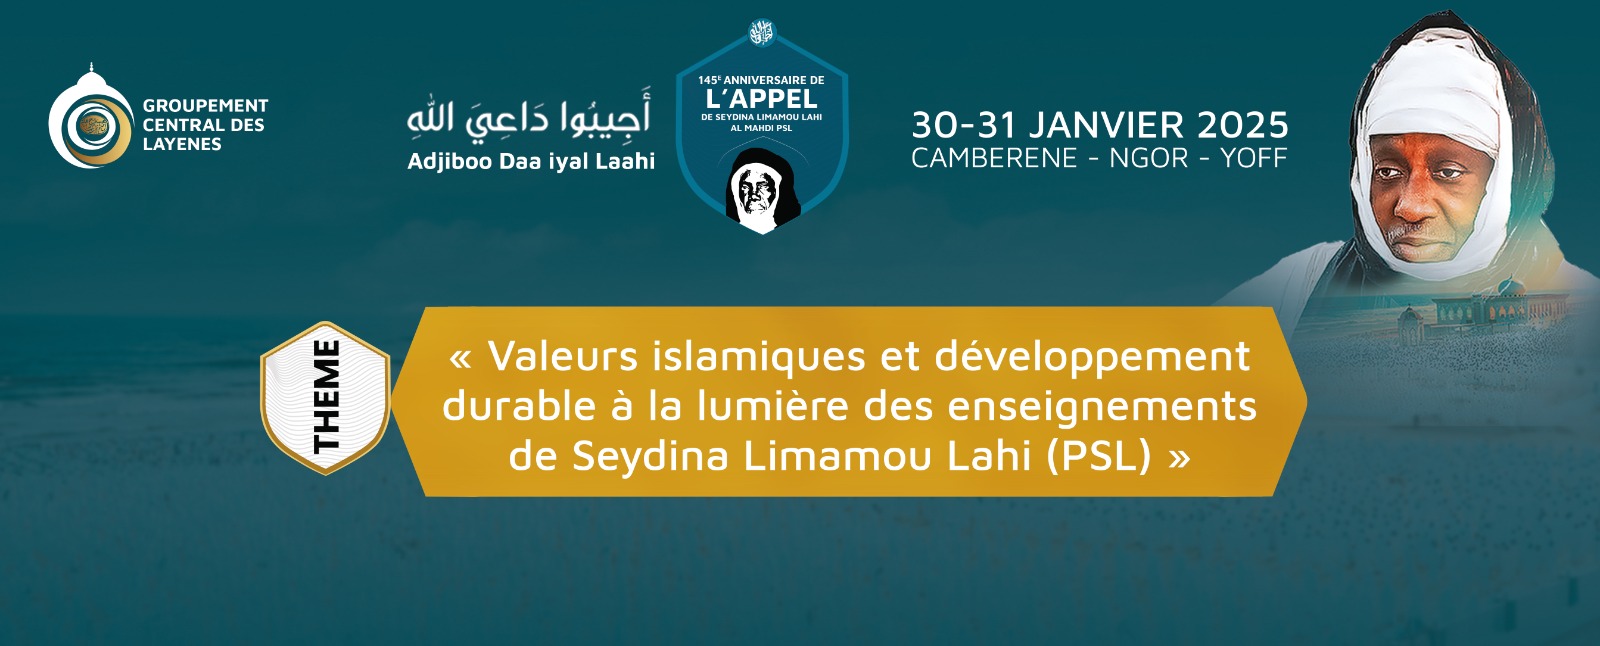 GROUPEMENT
CENTRAL DES
LAYENES
أَجِيبُوا دَاعِيَ اللهِ
Adjiboo Daa iyal Laahi
145E ANNIVERSAIRE DE
L'APPEL
DE SEYDINA LIMAMOU LAHI
AL MAHDI PSL
30-31 JANVIER 2025
CAMBERENE - NGOR - YOFF
THEME
« Valeurs islamiques et développement
durable à la lumière des enseignements
de Seydina Limamou Lahi (PSL) »